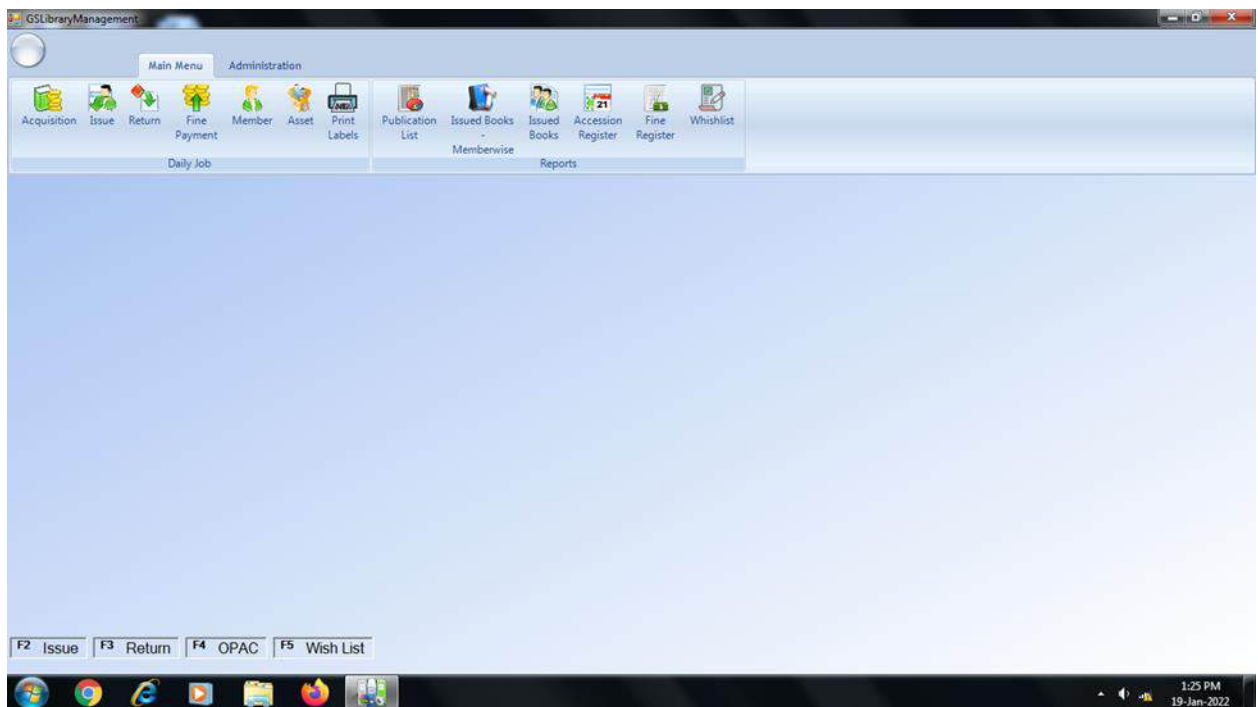 GSLibraryManagement
Main Menu Administration
Acquisition Issue Return Fine Payment Member Asset Print Labels Publication List Issued Books - Memberwise Issued Books Accession Register Fine Register Whishlist
Daily Job Reports
F2 Issue F3 Return F4 OPAC F5 Wish List
1:25 PM
19-Jan-2022